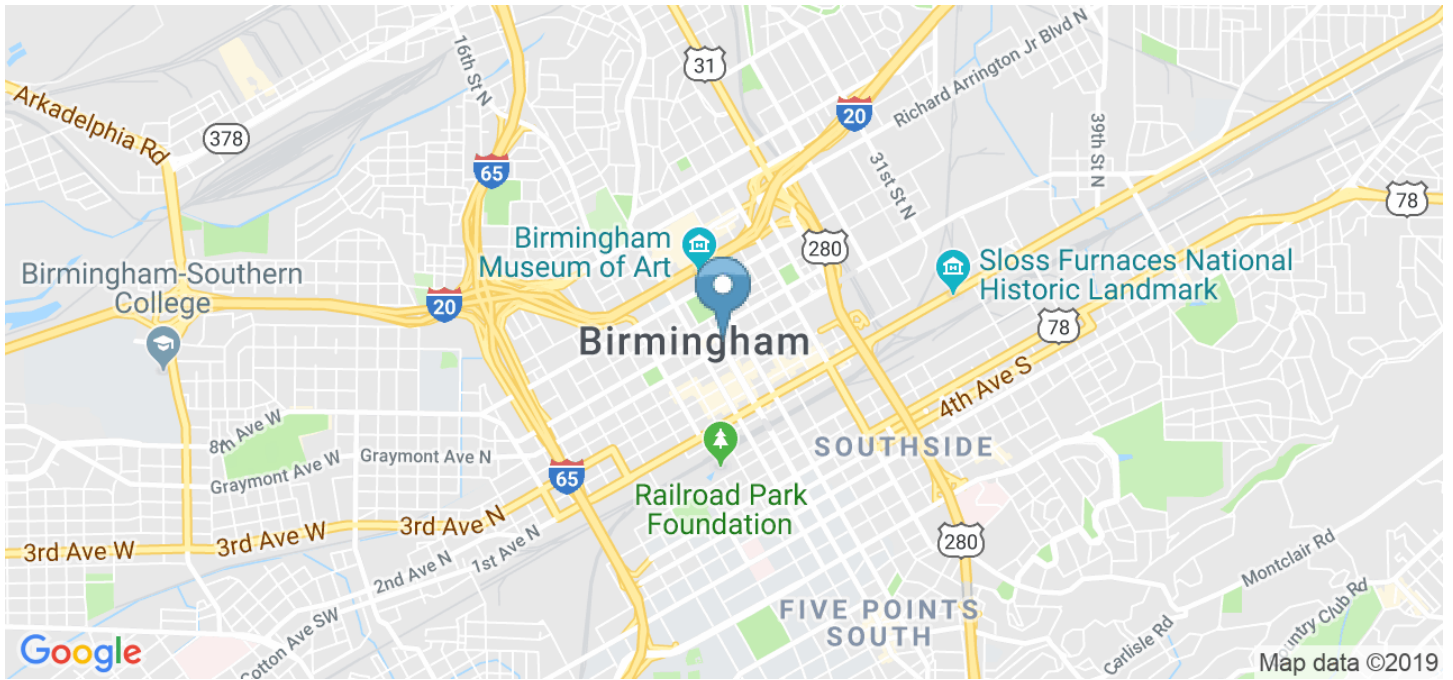 16th St N
31
Richard Arrington Jr Blvd N
Arkadelphia Rd
378
20
39th St N
65
31st St N
78
Birmingham
Museum of Art
280
Sloss Furnaces National
Historic Landmark
Birmingham-Southern
College
20
78
Birmingham
4th Ave S
8th Ave W
SOUTHSIDE
Graymont Ave N
Graymont Ave W
65
Railroad Park
Foundation
3rd Ave N
3rd Ave W
3rd Ave W
280
1st Ave N
2nd Ave N
Montclair Rd
FIVE POINTS
SOUTH
Carlisle Rd
ountry Club Rd
Cotton Ave SW
Google
Map data ©2019